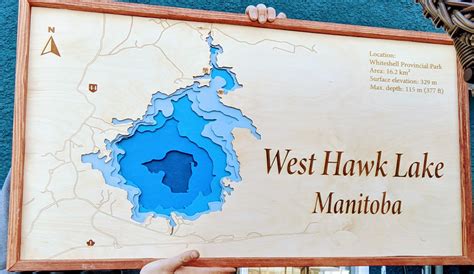 N
Location:
Whiteshell Provincial Park
Area: 16.2 km²
Surface elevation: 329 m
Max. depth: 115 m (377 ft)
West Hawk Lake
Manitoba